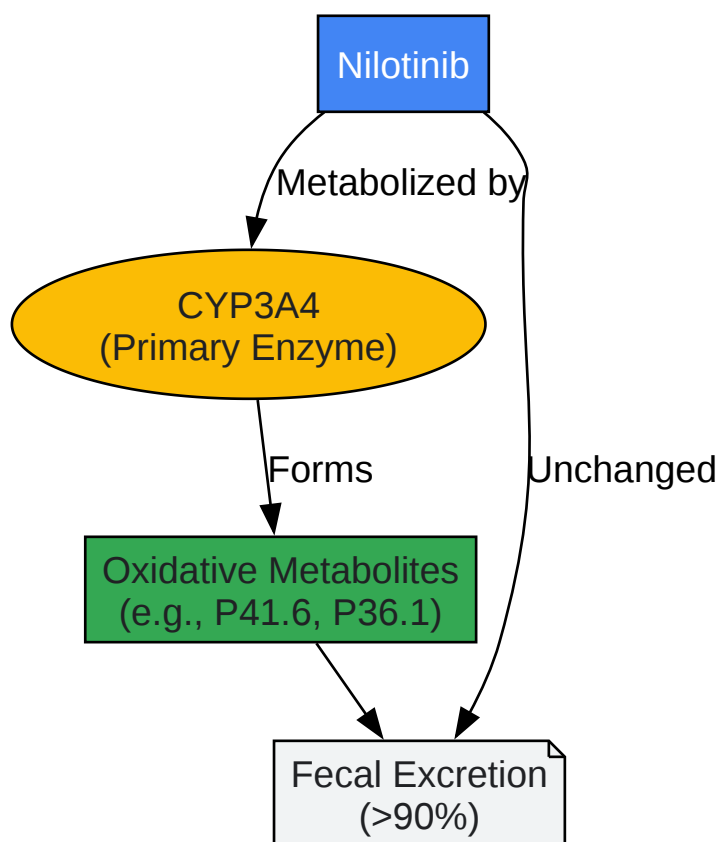 Nilotinib
Metabolized by
CYP3A4
(Primary Enzyme)
Forms
Unchanged
Oxidative Metabolites
(e.g., P41.6, P36.1)
Fecal Excretion
(>90%)